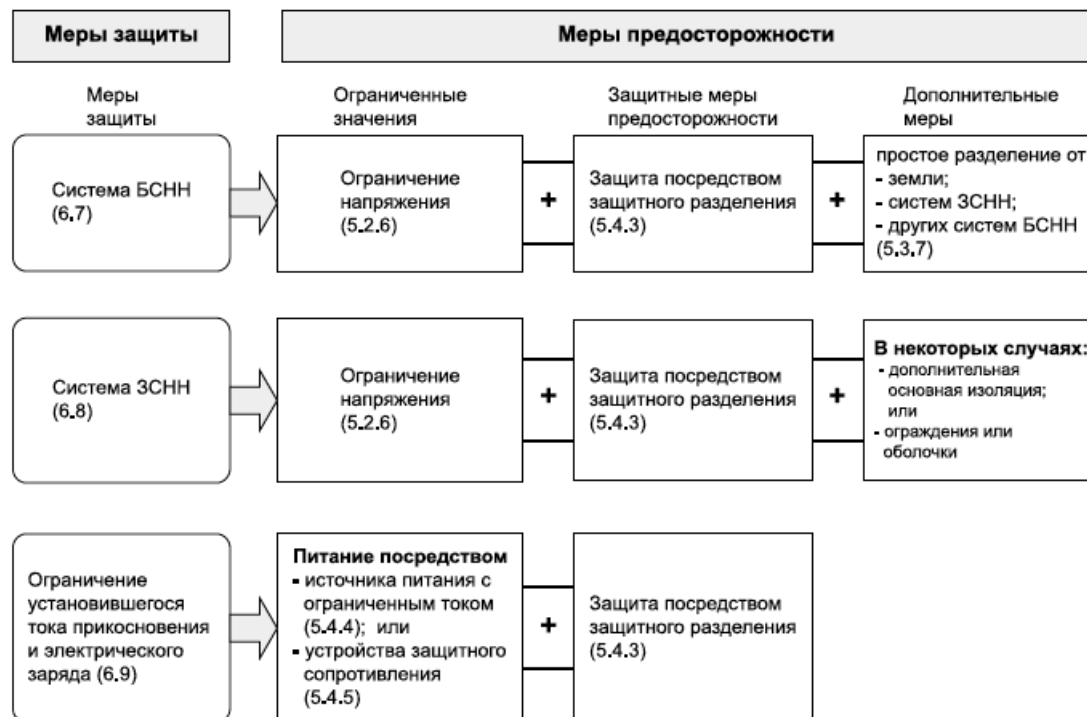 Меры защиты
Меры предосторожности
Меры
защиты
Ограниченные
значения
Защитные меры
предосторожности
Дополнительные
меры
Система БСНН
(6.7)
Ограничение
напряжения
(5.2.6)
+
Защита посредством
защитного разделения
(5.4.3)
+
простое разделение от
- земли;
- систем ЗСНН;
- других систем БСНН
(5.3.7)
Система ЗСНН
(6.8)
Ограничение
напряжения
(5.2.6)
+
Защита посредством
защитного разделения
(5.4.3)
+
В некоторых случаях:
- дополнительная
основная изоляция;
или
- ограждения или
оболочки
Ограничение
установившегося
тока прикосновения
и электрического
заряда (6.9)
Питание посредством
- источника питания с
ограниченным током
(5.4.4); или
- устройства защитного
сопротивления
(5.4.5)
+
Защита посредством
защитного разделения
(5.4.3)